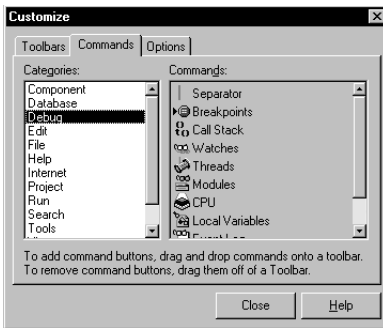 Customize
Toolbars
Commands
Options
Categories:
Component
Database
Debug
Edit
File
Help
Internet
Project
Run
Search
Tools
Commands:
Separator
Breakpoints
Call Stack
Watches
Threads
Modules
CPU
Local Variables
Event Log
To add command buttons, drag and drop commands onto a toolbar.
To remove command buttons, drag them off of a Toolbar.
Close
Help